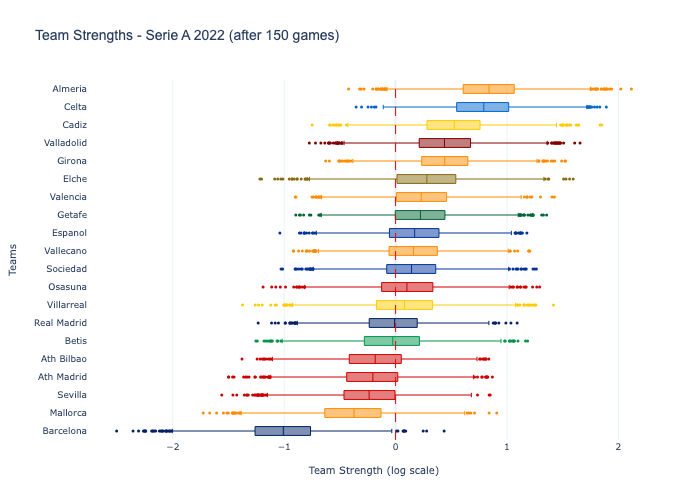 Team Strengths - Serie A 2022 (after 150 games)
Almeria
Celta
Cadiz
Valladolid
Girona
Elche
Valencia
Getafe
Espanol
Vallecano
Sociedad
Osasuna
Villarreal
Real Madrid
Betis
Ath Bilbao
Ath Madrid
Sevilla
Mallorca
Barcelona
Teams
−2 −1 0 1 2
Team Strength (log scale)